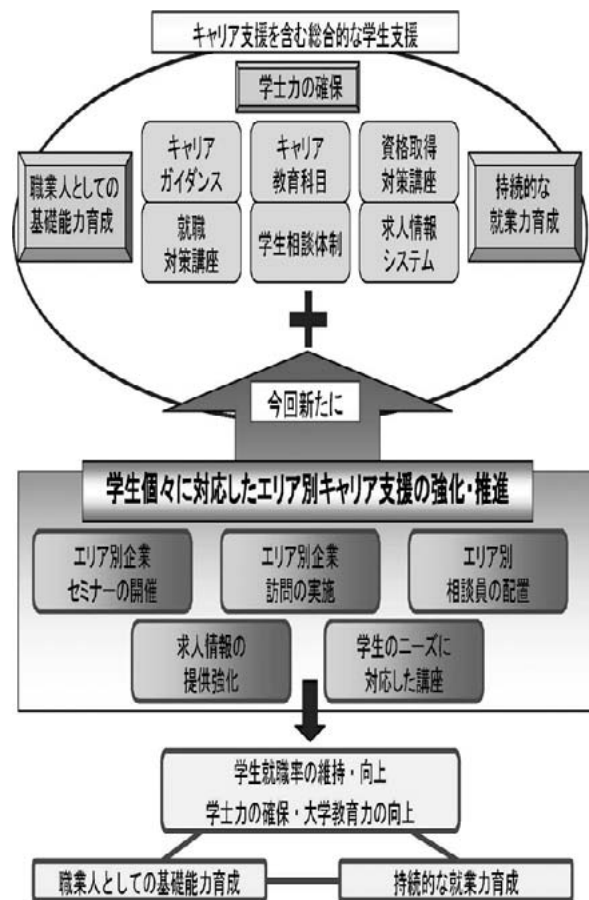 キャリア支援を含む総合的な学生支援
学士力の確保
職業人としての
基礎能力育成
キャリア
ガイダンス
キャリア
教育科目
資格取得
対策講座
就職
対策講座
学生相談体制
求人情報
システム
持続的な
就業力育成
今回新たに
学生個々に対応したエリア別キャリア支援の強化・推進
エリア別企業
セミナーの開催
エリア別企業
訪問の実施
エリア別
相談員の配置
求人情報の
提供強化
学生のニーズに
対応した講座
学生就職率の維持・向上
学士力の確保・大学教育力の向上
職業人としての基礎能力育成
持続的な就業力育成